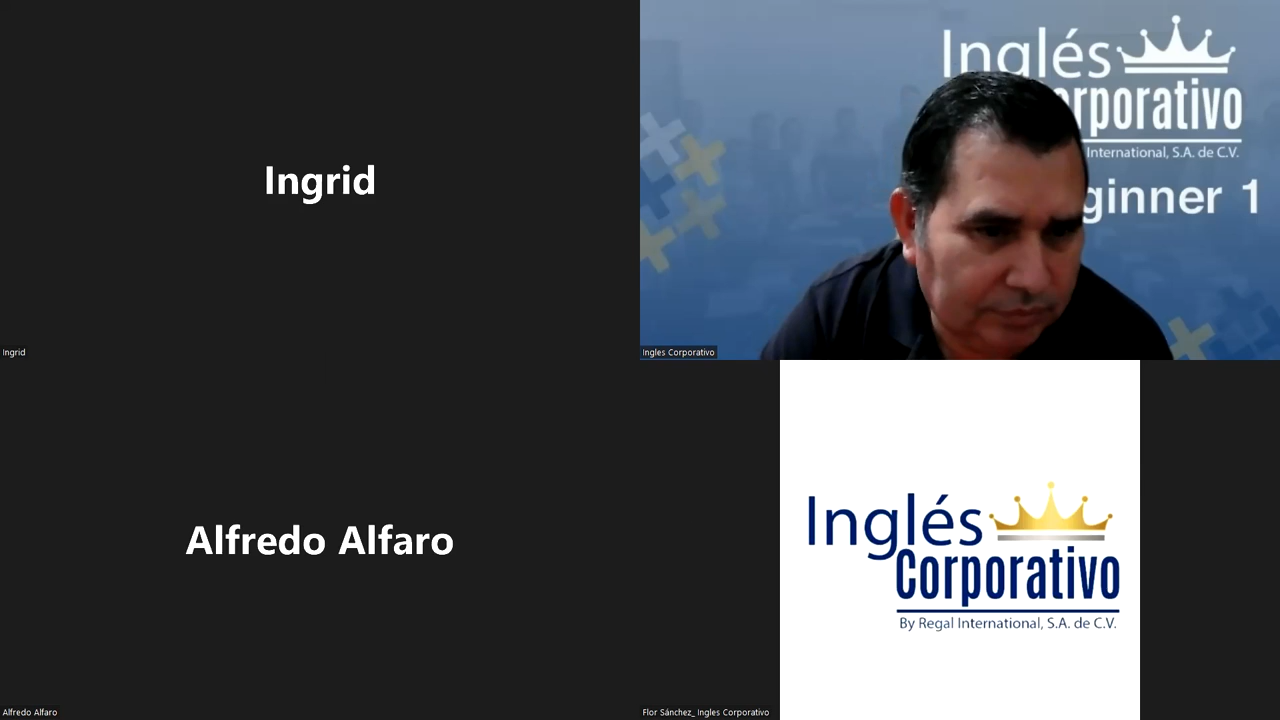 Ingrid
Ingrid
Inglés
rporativo
International, S.A. de C.V.
ginner 1
Ingles Corporativo
Alfredo Alfaro
Alfredo Alfaro
Inglés
Corporativo
By Regal International, S.A. de C.V.
Flor Sánchez_ Ingles Corporativo